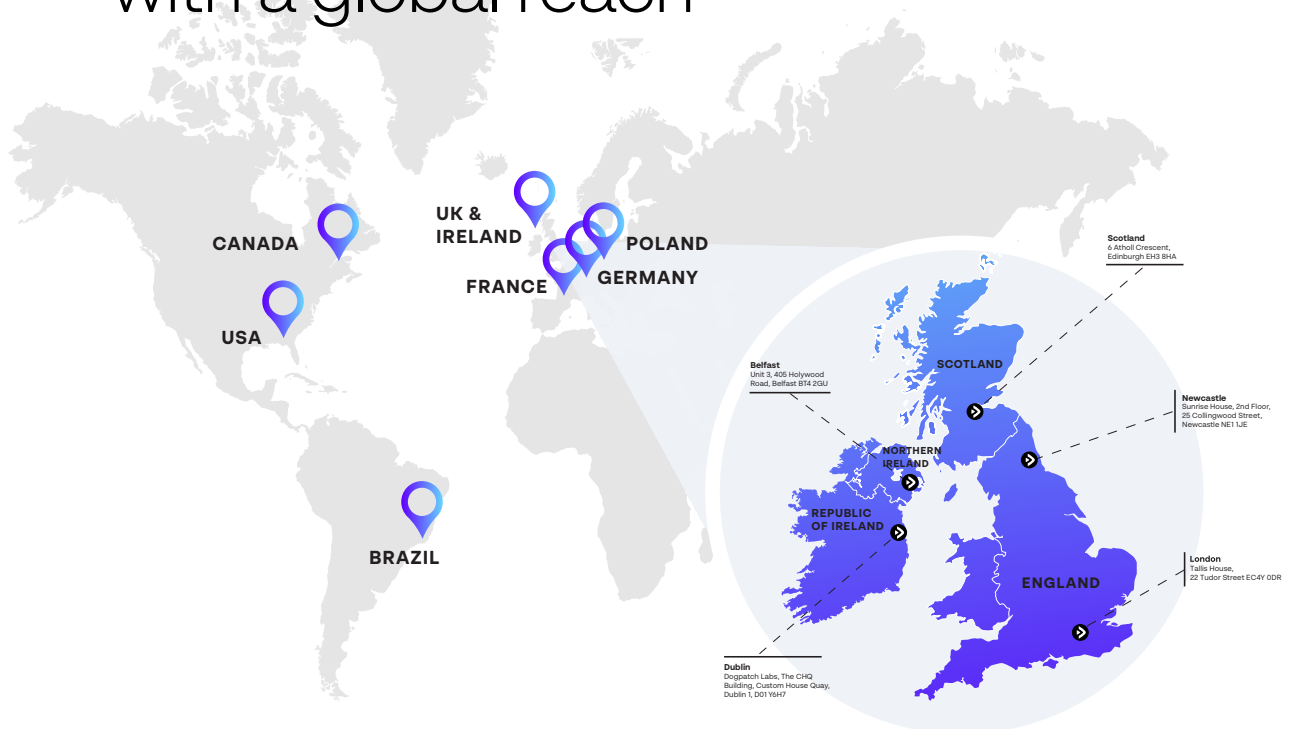 with a global reach
CANADA
USA
BRAZIL
UK &
IRELAND
FRANCE
POLAND
GERMANY
Scotland
6 Atholl Crescent,
Edinburgh EH3 8HA
Belfast
Unit 3, 405 Holywood
Road, Belfast BT4 2GU
Newcastle
Sunrise House, 2nd Floor,
25 Collingwood Street,
Newcastle NE1 1JE
London
Tallis House,
22 Tudor Street EC4Y 0DR
Dublin
Dogpatch Labs, The CHQ
Building, Custom House Quay,
Dublin 1, D01 Y6H7
SCOTLAND
NORTHERN
IRELAND
REPUBLIC
OF IRELAND
ENGLAND